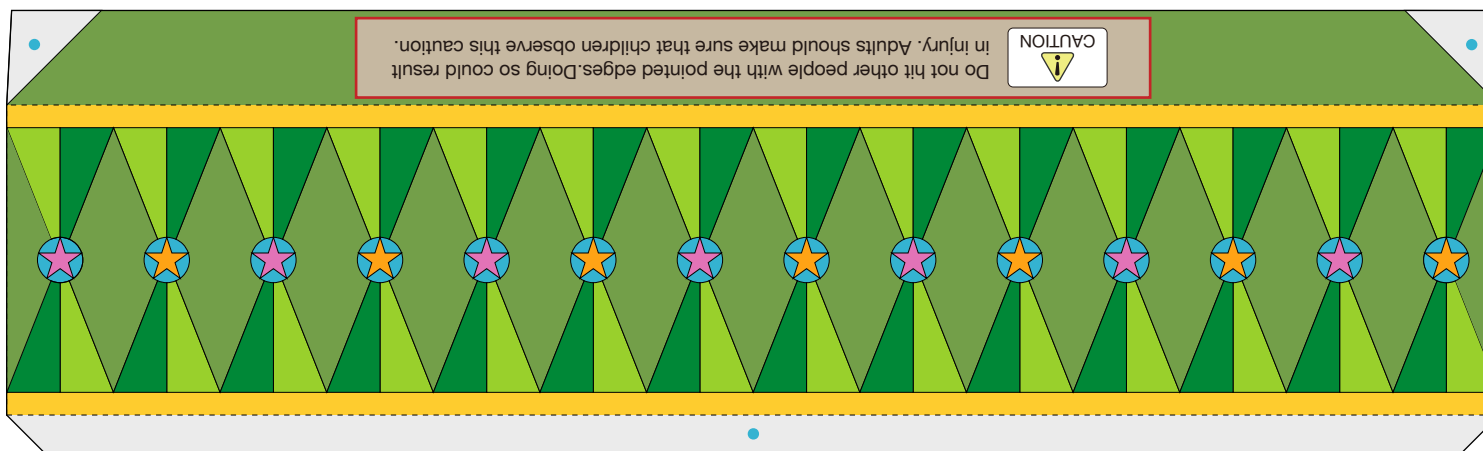 CAUTION
Do not hit other people with the pointed edges.Doing so could result
in injury. Adults should make sure that children observe this caution.